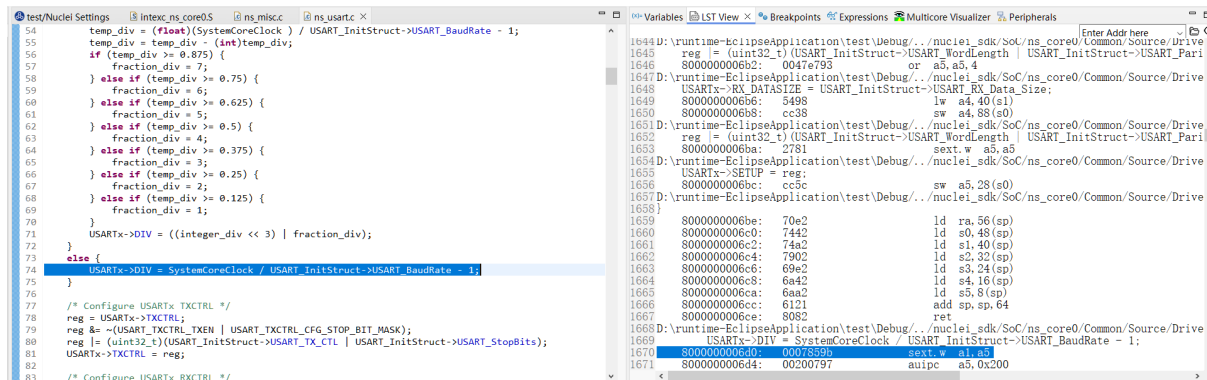 test/Nuclei Settings intexc_ns_core0.S ns_misc.c ns_usart.c
54 temp_div = (float)(SystemCoreClock ) / USART_InitStruct->USART_BaudRate - 1;
55 temp_div = temp_div - (int)temp_div;
56 if (temp_div >= 0.875) {
57 fraction_div = 7;
58 } else if (temp_div >= 0.75) {
59 fraction_div = 6;
60 } else if (temp_div >= 0.625) {
61 fraction_div = 5;
62 } else if (temp_div >= 0.5) {
63 fraction_div = 4;
64 } else if (temp_div >= 0.375) {
65 fraction_div = 3;
66 } else if (temp_div >= 0.25) {
67 fraction_div = 2;
68 } else if (temp_div >= 0.125) {
69 fraction_div = 1;
70 }
71 USARTx->DIV = ((integer_div << 3) | fraction_div);
72 }
73 else {
74 USARTx->DIV = SystemCoreClock / USART_InitStruct->USART_BaudRate - 1;
75 }
76
77 /* Configure USARTx TXCTRL */
78 reg = USARTx->TXCTRL;
79 reg &= ~(USART_TXCTRL_TXEN | USART_TXCTRL_CFG_STOP_BIT_MASK);
80 reg |= (uint32_t)(USART_InitStruct->USART_TX_CTL | USART_InitStruct->USART_StopBits);
81 USARTx->TXCTRL = reg;
82
83 /* Configure USARTx RXCTRL */
Variables LST View Breakpoints Expressions Multicore Visualizer Peripherals
Enter Addr here
1644 D:\runtime-EclipseApplication\test\Debug/../nuclei_sdk/SoC/ns_core0/Common/Source/Drive
1645 reg |= (uint32_t)(USART_InitStruct->USART_WordLength | USART_InitStruct->USART_Pari
1646 8000000006b2: 0047e793 or a5,a5,4
1647 D:\runtime-EclipseApplication\test\Debug/../nuclei_sdk/SoC/ns_core0/Common/Source/Drive
1648 USARTx->RX_DATASIZE = USART_InitStruct->USART_RX_Data_Size;
1649 8000000006b6: 5498 lw a4,40(s1)
1650 8000000006b8: cc38 sw a4,88(s0)
1651 D:\runtime-EclipseApplication\test\Debug/../nuclei_sdk/SoC/ns_core0/Common/Source/Drive
1652 reg |= (uint32_t)(USART_InitStruct->USART_WordLength | USART_InitStruct->USART_Pari
1653 8000000006ba: 2781 sext.w a5,a5
1654 D:\runtime-EclipseApplication\test\Debug/../nuclei_sdk/SoC/ns_core0/Common/Source/Drive
1655 USARTx->SETUP = reg;
1656 8000000006bc: cc5c sw a5,28(s0)
1657 D:\runtime-EclipseApplication\test\Debug/../nuclei_sdk/SoC/ns_core0/Common/Source/Drive
1658 }
1659 8000000006be: 70e2 ld ra,56(sp)
1660 8000000006c0: 7442 ld s0,48(sp)
1661 8000000006c2: 74a2 ld s1,40(sp)
1662 8000000006c4: 7902 ld s2,32(sp)
1663 8000000006c6: 69e2 ld s3,24(sp)
1664 8000000006c8: 6a42 ld s4,16(sp)
1665 8000000006ca: 6aa2 ld s5,8(sp)
1666 8000000006cc: 6121 add sp,sp,64
1667 8000000006ce: 8082 ret
1668 D:\runtime-EclipseApplication\test\Debug/../nuclei_sdk/SoC/ns_core0/Common/Source/Drive
1669 USARTx->DIV = SystemCoreClock / USART_InitStruct->USART_BaudRate - 1;
1670 8000000006d0: 0007859b sext.w a1,a5
1671 8000000006d4: 00200797 auipc a5,0x200